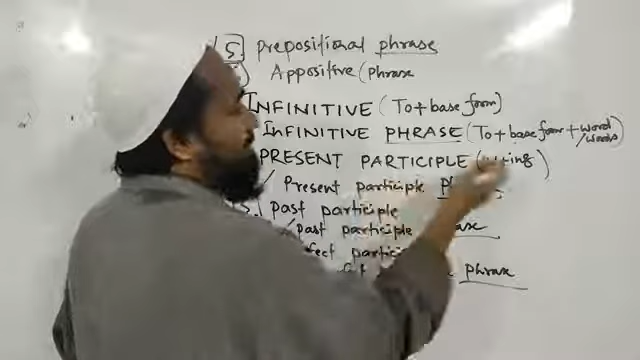 5. prepositional phrase
) Appositive (phrase
INFINITIVE (To+base form)
INFINITIVE PHRASE (To+base form+word/words)
PRESENT PARTICIPLE
/ Present participle
past participle
/past participle
participle
phrase